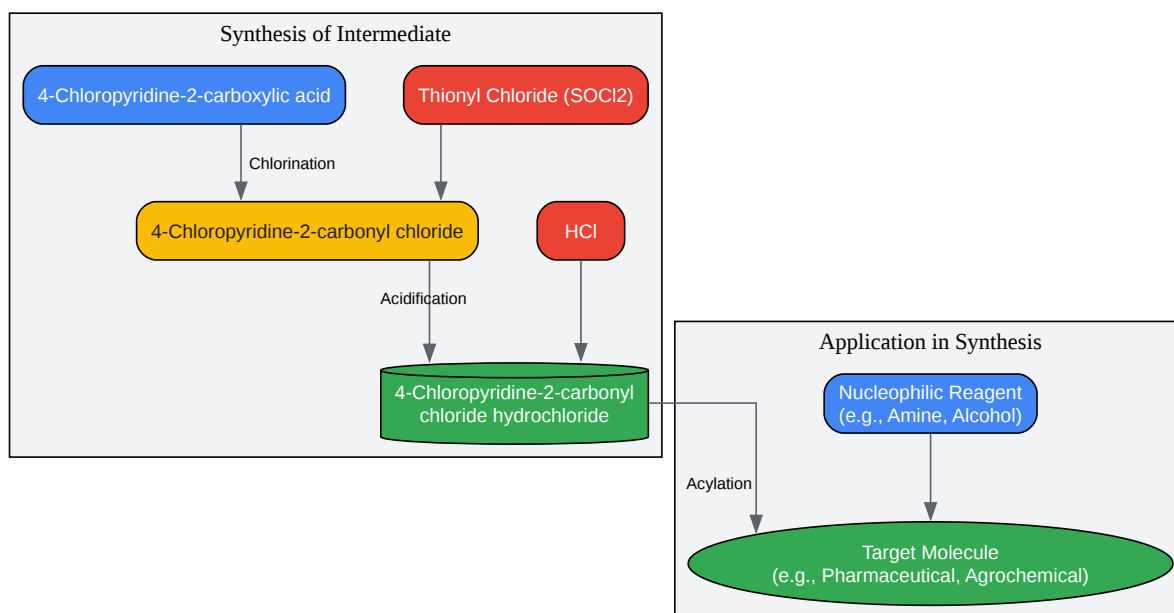 Synthesis of Intermediate
4-Chloropyridine-2-carboxylic acid
Thionyl Chloride (SOCl2)
Chlorination
4-Chloropyridine-2-carbonyl chloride
HCl
Acidification
4-Chloropyridine-2-carbonyl
chloride hydrochloride
Application in Synthesis
Nucleophilic Reagent
(e.g., Amine, Alcohol)
Acylation
Target Molecule
(e.g., Pharmaceutical, Agrochemical)